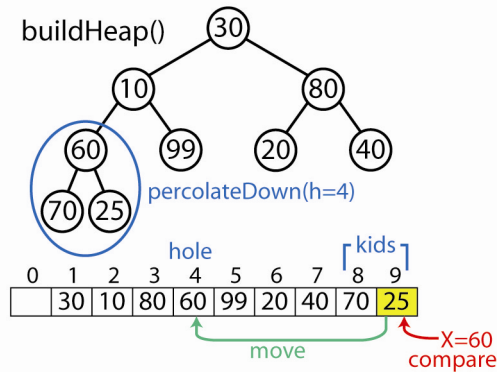 buildHeap()
30
10 80
60 99 20 40
70 25
percolateDown(h=4)
hole kids
0 1 2 3 4 5 6 7 8 9
30 10 80 60 99 20 40 70 25
move
X=60
compare